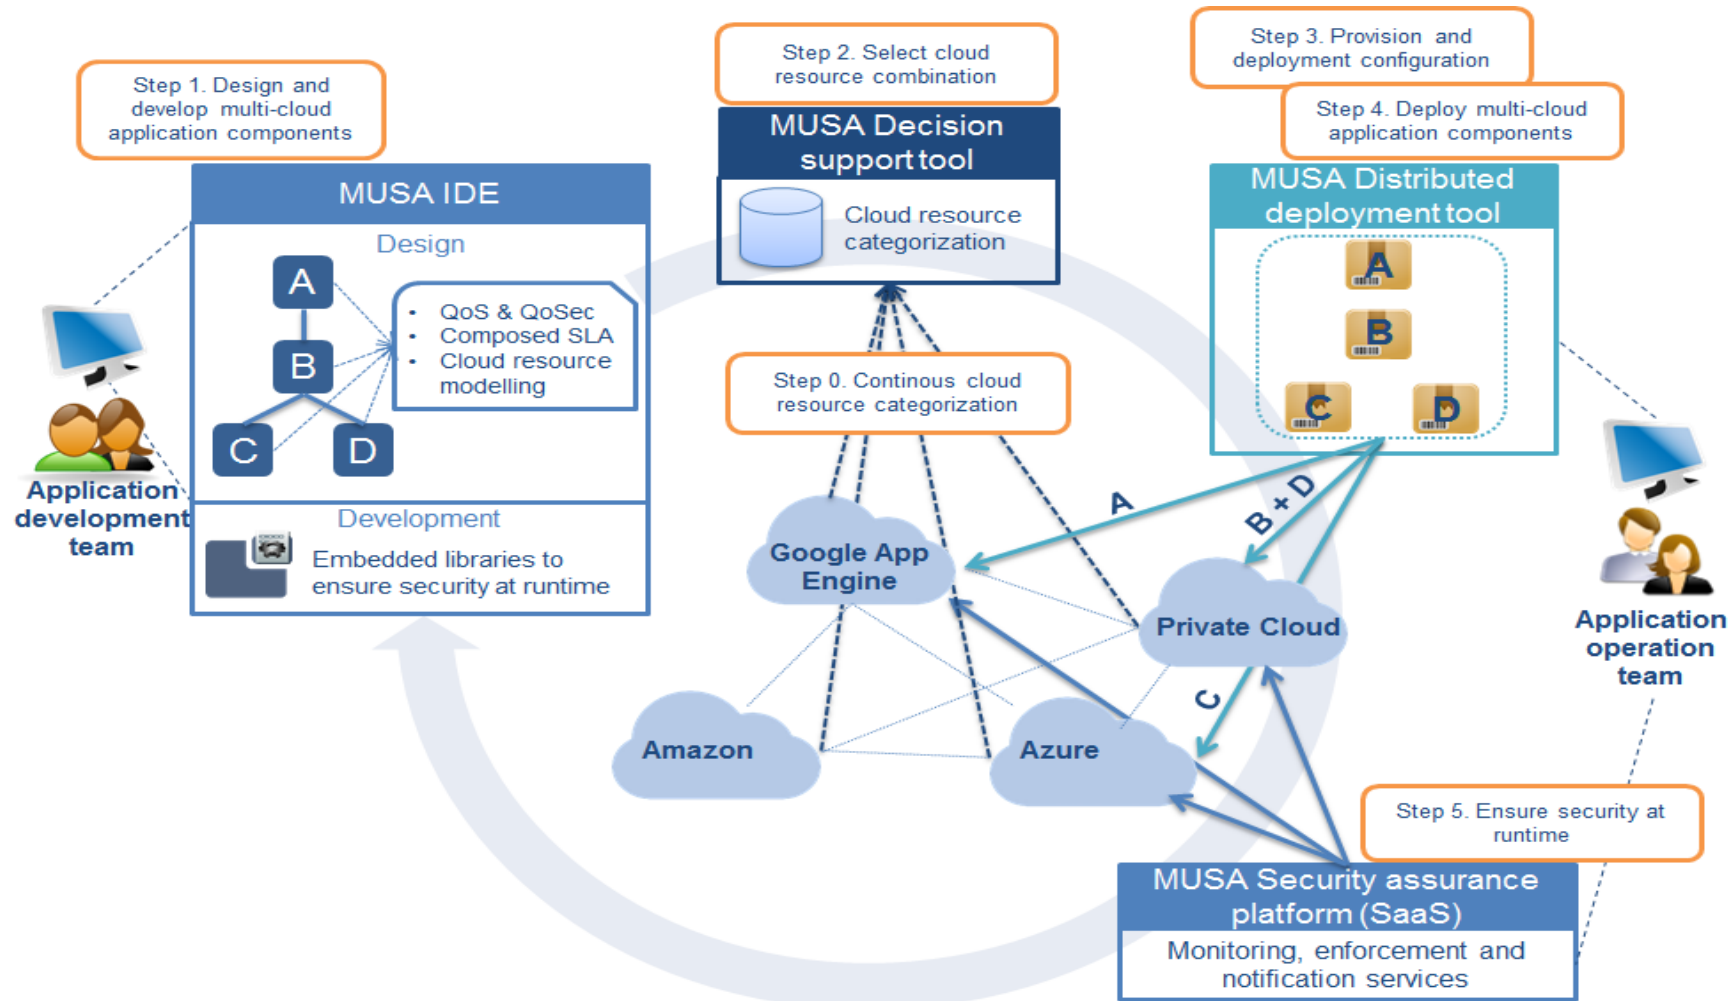 Step 1. Design and
develop multi-cloud
application components
Step 2. Select cloud
resource combination
Step 3. Provision and
deployment configuration
Step 4. Deploy multi-cloud
application components
MUSA IDE
Design
A
B
C
D
• QoS & QoSec
• Composed SLA
• Cloud resource
modelling
Development
Embedded libraries to
ensure security at runtime
Application
development
team
MUSA Decision
support tool
Cloud resource
categorization
Step 0. Continous cloud
resource categorization
MUSA Distributed
deployment tool
A
B
C
D
A
B + D
C
Google App
Engine
Private Cloud
Amazon
Azure
Application
operation
team
Step 5. Ensure security at
runtime
MUSA Security assurance
platform (SaaS)
Monitoring, enforcement and
notification services